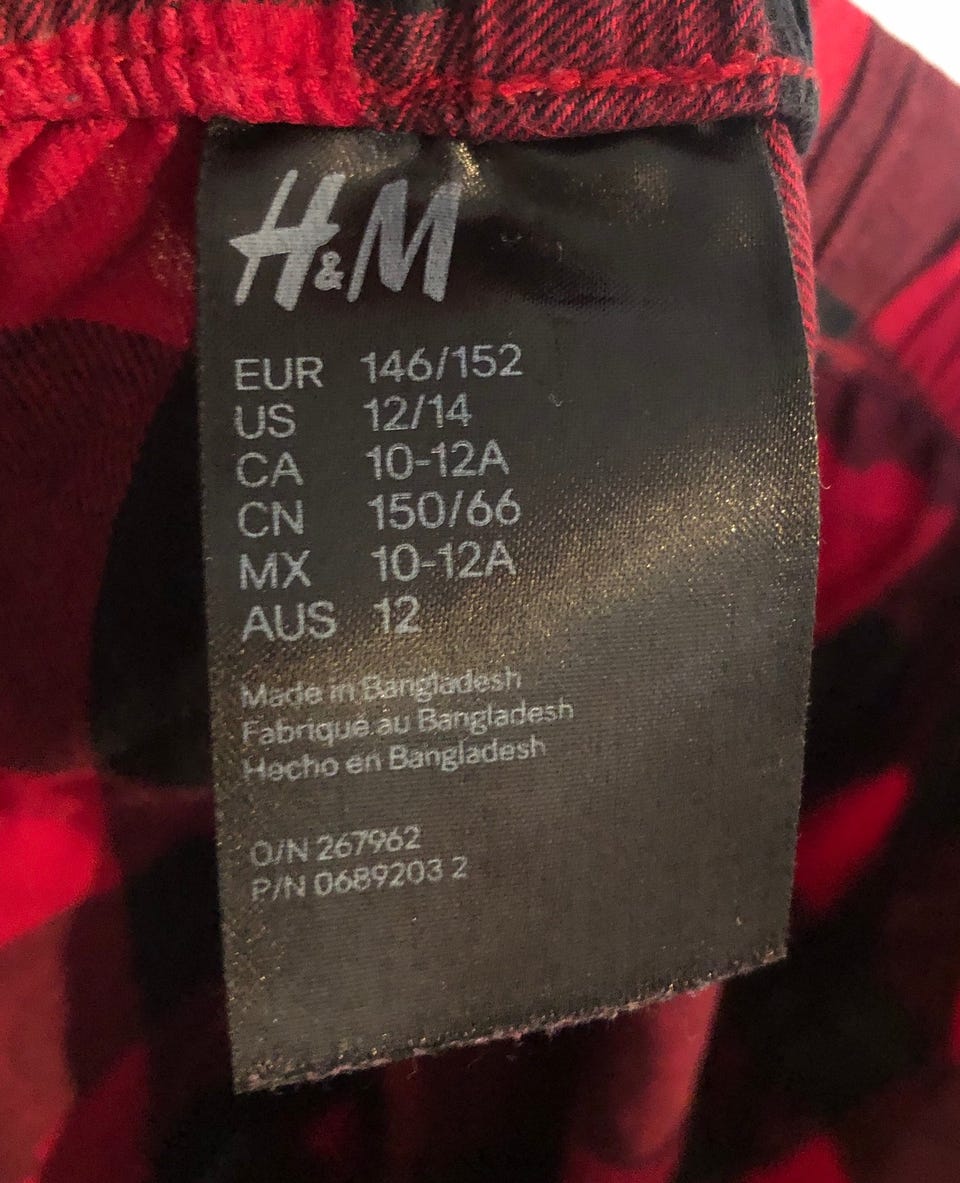 H&M
EUR 146/152
US 12/14
CA 10-12A
CN 150/66
MX 10-12A
AUS 12
Made in Bangladesh
Fabriqué au Bangladesh
Hecho en Bangladesh
O/N 267962
P/N 0689203 2